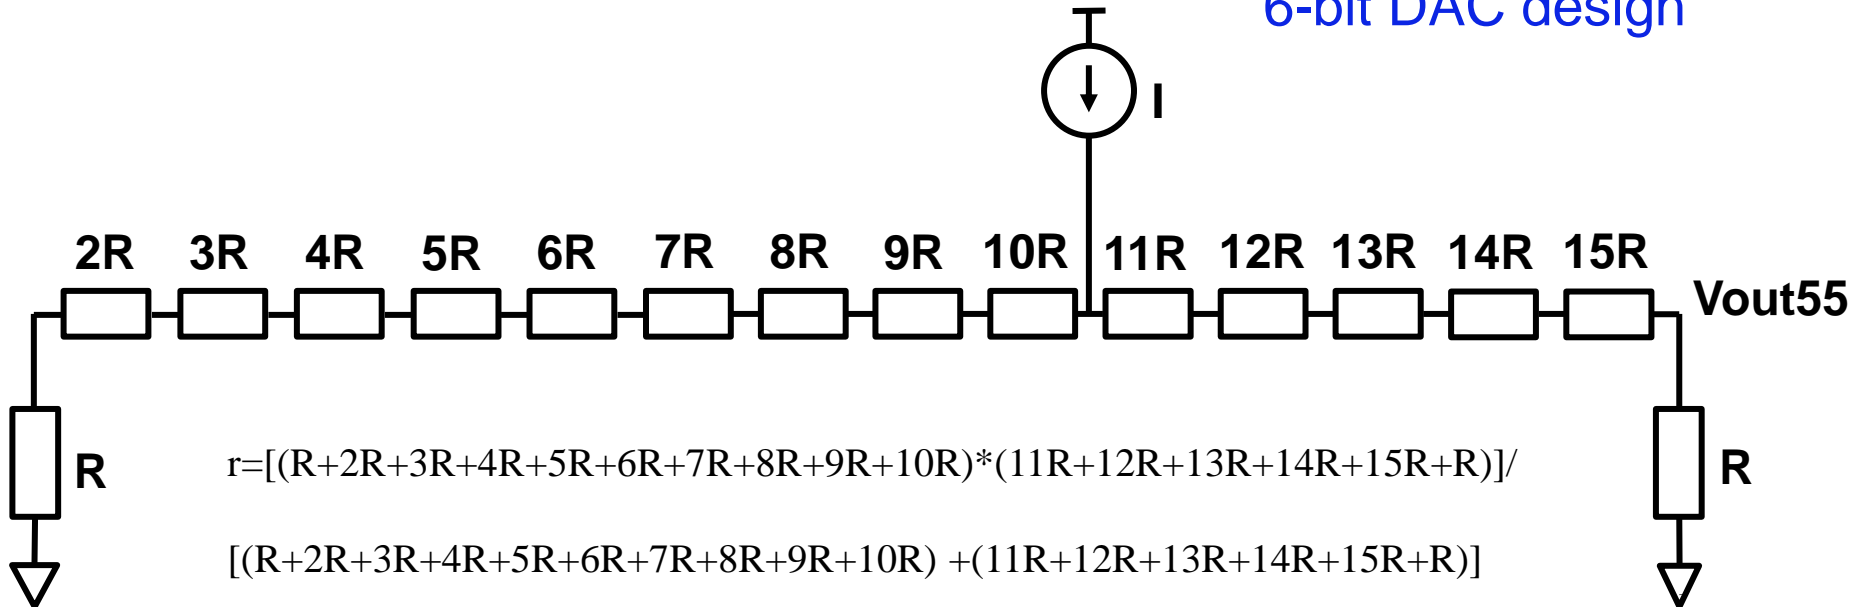 6-bit DAC design
I
2R 3R 4R 5R 6R 7R 8R 9R 10R 11R 12R 13R 14R 15R
Vout55
R
R
r=[(R+2R+3R+4R+5R+6R+7R+8R+9R+10R)*(11R+12R+13R+14R+15R+R)]/
[(R+2R+3R+4R+5R+6R+7R+8R+9R+10R) +(11R+12R+13R+14R+15R+R)]